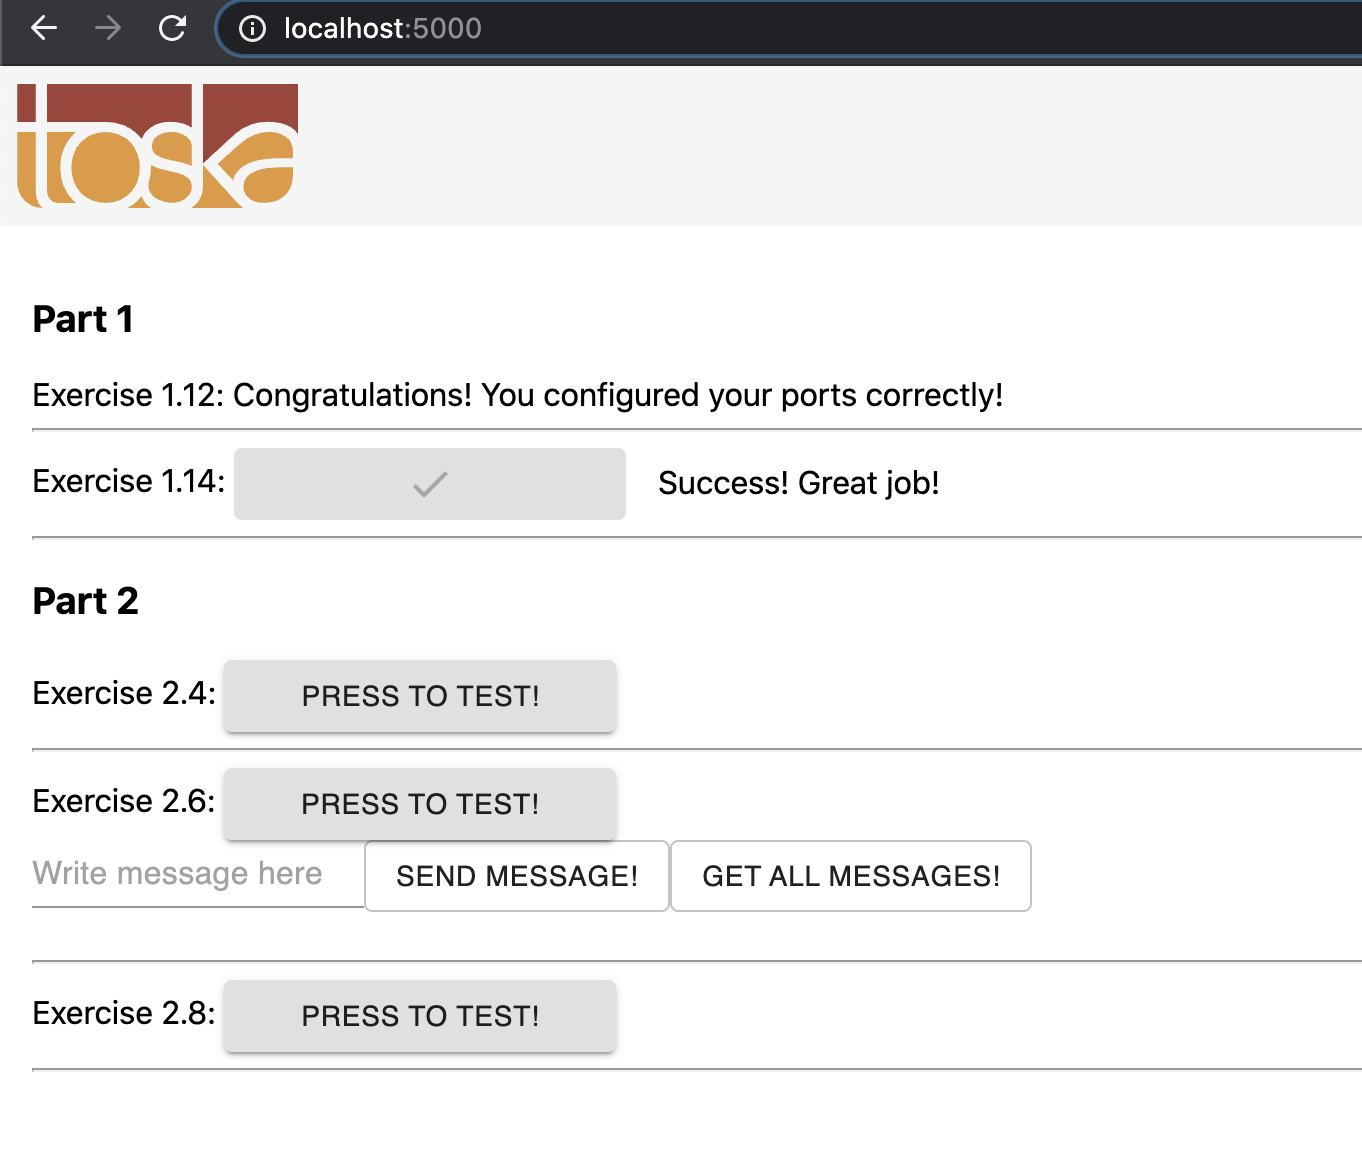 localhost:5000
toska
Part 1
Exercise 1.12: Congratulations! You configured your ports correctly!
Exercise 1.14: Success! Great job!
Part 2
Exercise 2.4: PRESS TO TEST!
Exercise 2.6: PRESS TO TEST!
Write message here SEND MESSAGE! GET ALL MESSAGES!
Exercise 2.8: PRESS TO TEST!